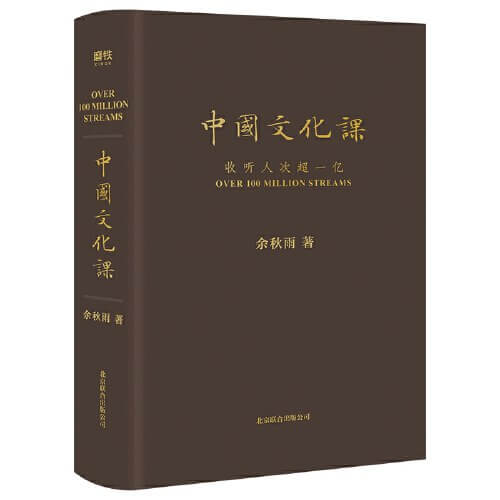 磨铁
OVER
100 MILLION
STREAMS
中國文化課
余秋雨 著
北京联合出版公司
中國文化課
收听人次超一亿
OVER 100 MILLION STREAMS
余秋雨 著
北京联合出版公司